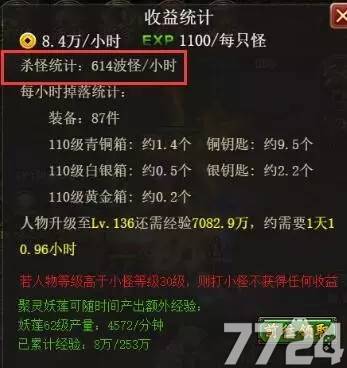 收益统计
8.4万/小时 EXP 1100/每只怪
杀怪统计：614波怪/小时
每小时掉落统计：
装备：87件
110级青铜箱：约1.4个 铜钥匙：约9.5个
110级白银箱：约0.5个 银钥匙：约2.2个
110级黄金箱：约0.2个
人物升级至Lv.136还需经验7082.9万，约需要1天1
0.96小时
若人物等级高于小怪等级30级，则打小怪不获得任何收益
聚灵妖莲可随时间产出额外经验：
妖莲62级产量：4572/分钟
已累计经验：8万/253万
前往领取
7724